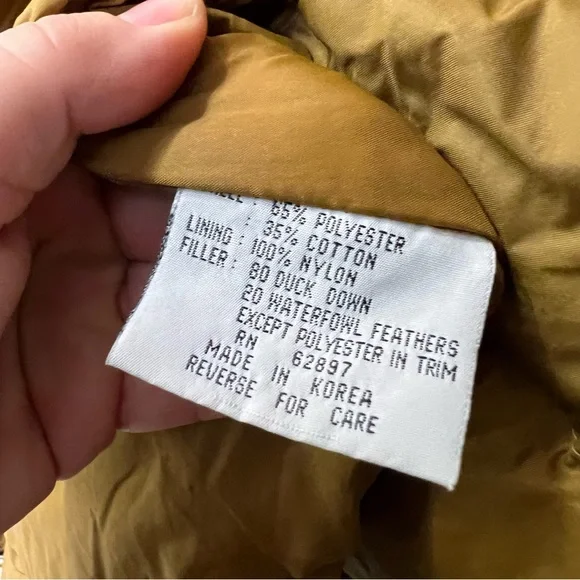 : 65% POLYESTER
: 35% COTTON
LINING : 100% NYLON
FILLER : 80 DUCK DOWN
20 WATERFOWL FEATHERS
EXCEPT POLYESTER IN TRIM
RN 62897
MADE IN KOREA
REVERSE FOR CARE